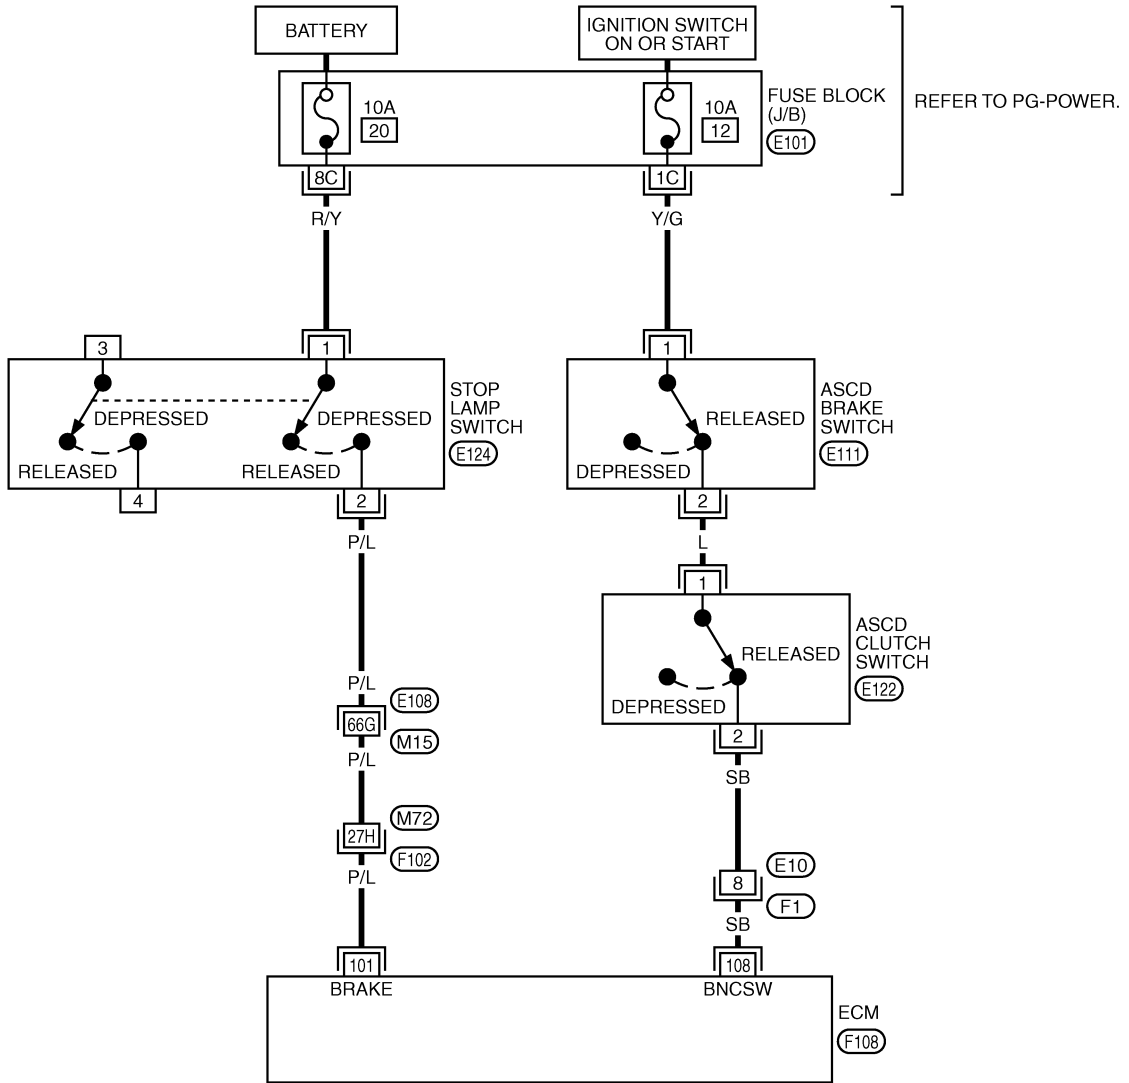 BATTERY
IGNITION SWITCH
ON OR START
10A
20
10A
12
FUSE BLOCK
(J/B)
E101
REFER TO PG-POWER.
8C
1C
R/Y
Y/G
3
1
1
DEPRESSED
DEPRESSED
RELEASED
RELEASED
STOP
LAMP
SWITCH
E124
RELEASED
DEPRESSED
ASCD
BRAKE
SWITCH
E111
4
2
2
P/L
L
1
RELEASED
DEPRESSED
ASCD
CLUTCH
SWITCH
E122
P/L
E108
66G
M15
P/L
2
SB
M72
27H
F102
P/L
E10
8
F1
SB
101
108
BRAKE
BNCSW
ECM
F108